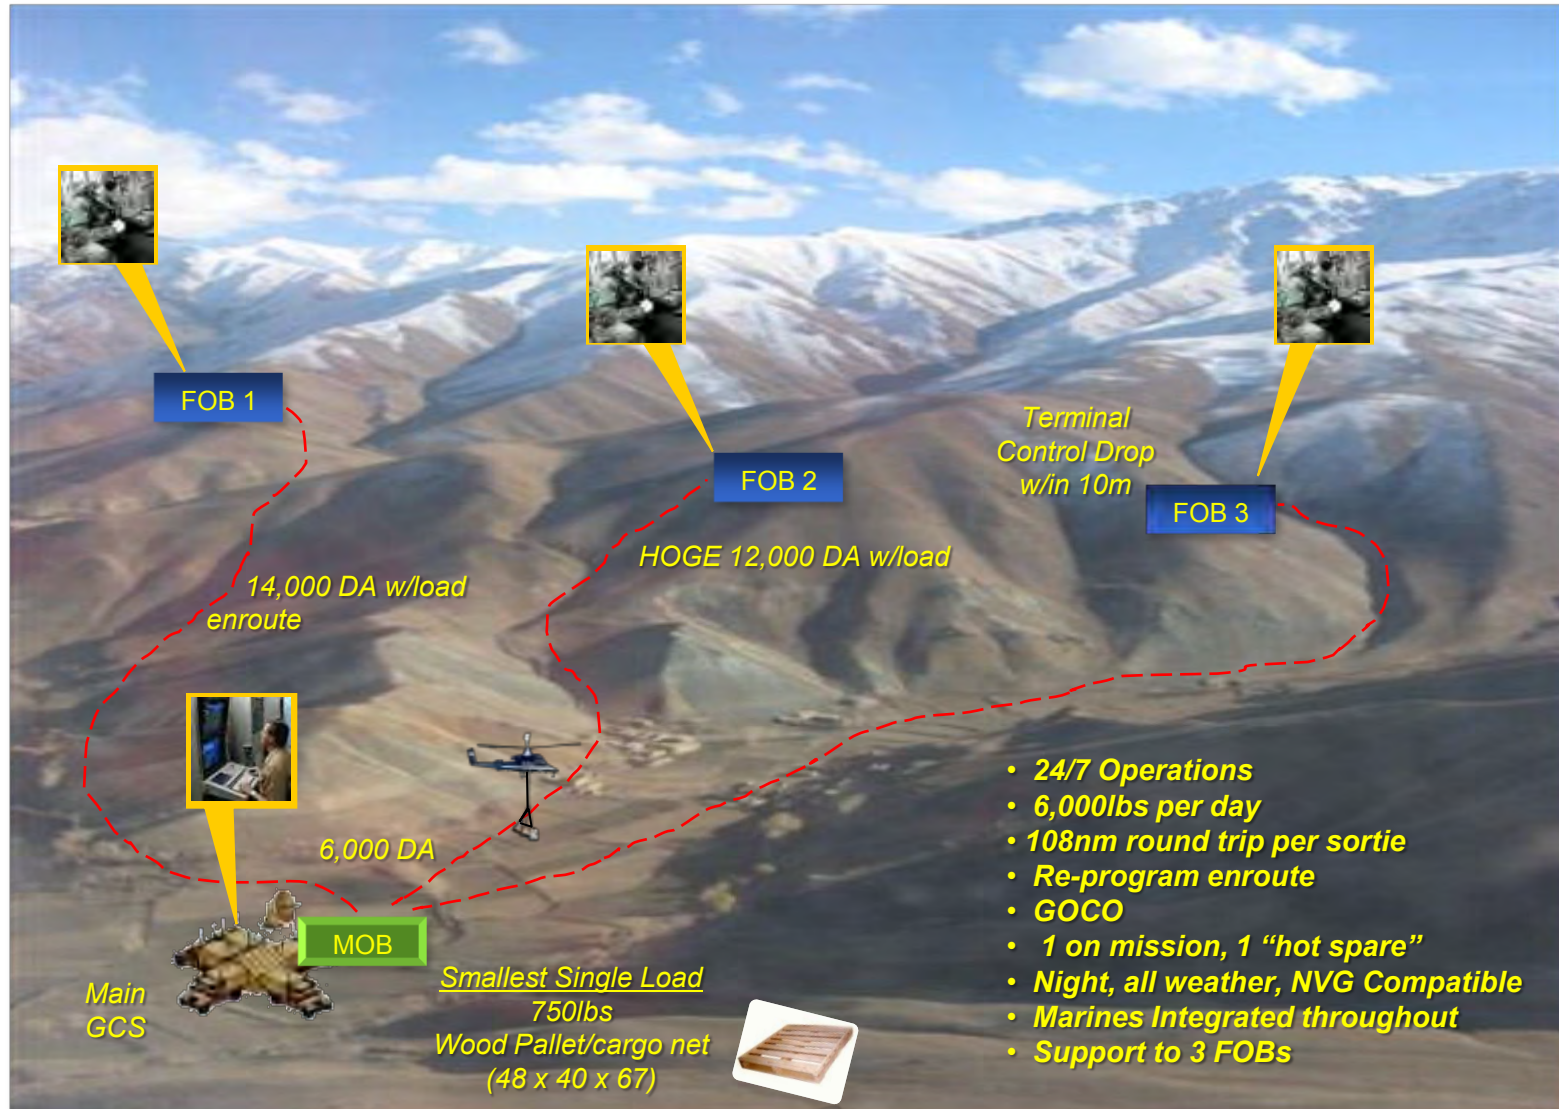 FOB 1
FOB 2
Terminal
Control Drop
w/in 10m
FOB 3
HOGE 12,000 DA w/load
14,000 DA w/load
enroute
6,000 DA
MOB
Main
GCS
Smallest Single Load
750lbs
Wood Pallet/cargo net
(48 x 40 x 67)
• 24/7 Operations
• 6,000lbs per day
• 108nm round trip per sortie
• Re-program enroute
• GOCO
• 1 on mission, 1 “hot spare”
• Night, all weather, NVG Compatible
• Marines Integrated throughout
• Support to 3 FOBs